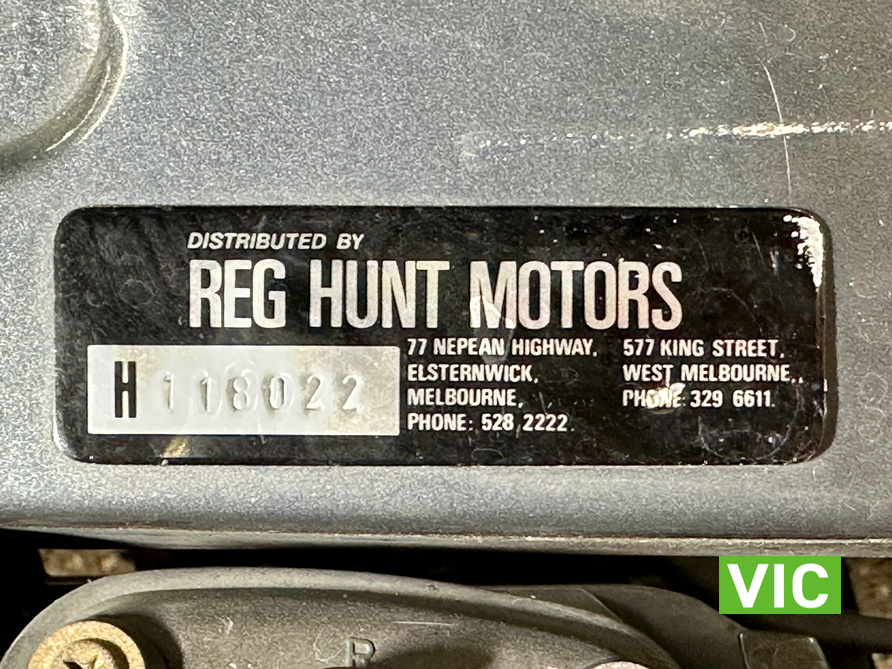 DISTRIBUTED BY
REG HUNT MOTORS
H 118022
77 NEPEAN HIGHWAY,
ELSTERNWICK,
MELBOURNE,
PHONE: 528 2222
577 KING STREET,
WEST MELBOURNE,
PHONE 329 6611
R
VIC